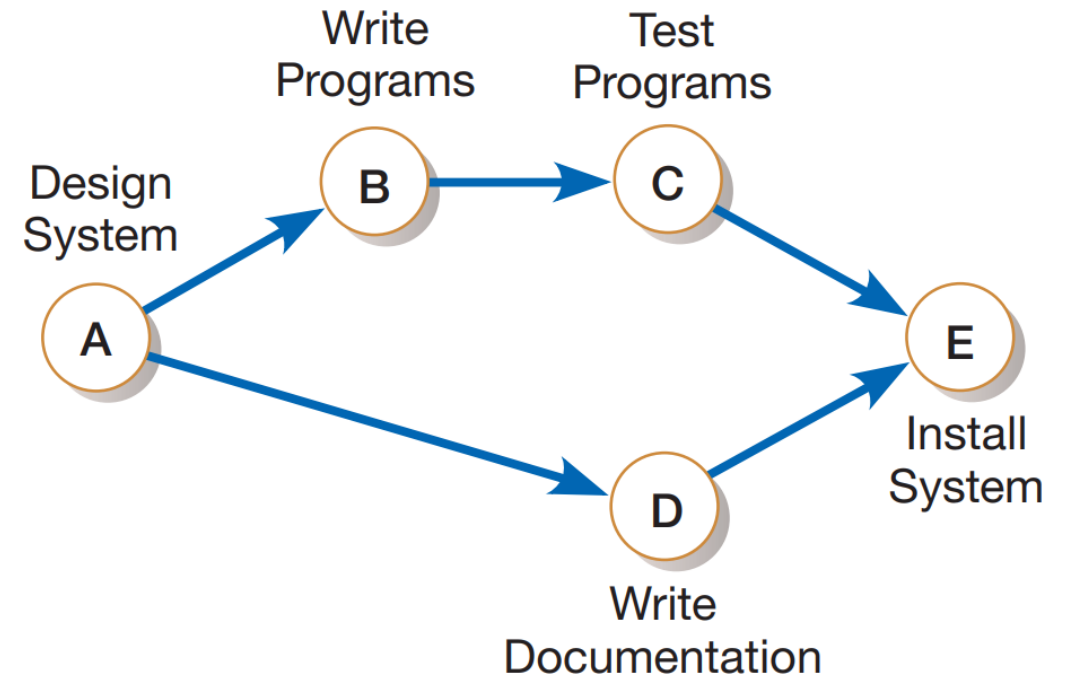 Write
Programs
Test
Programs
Design
System
B
C
A
E
Install
System
D
Write
Documentation